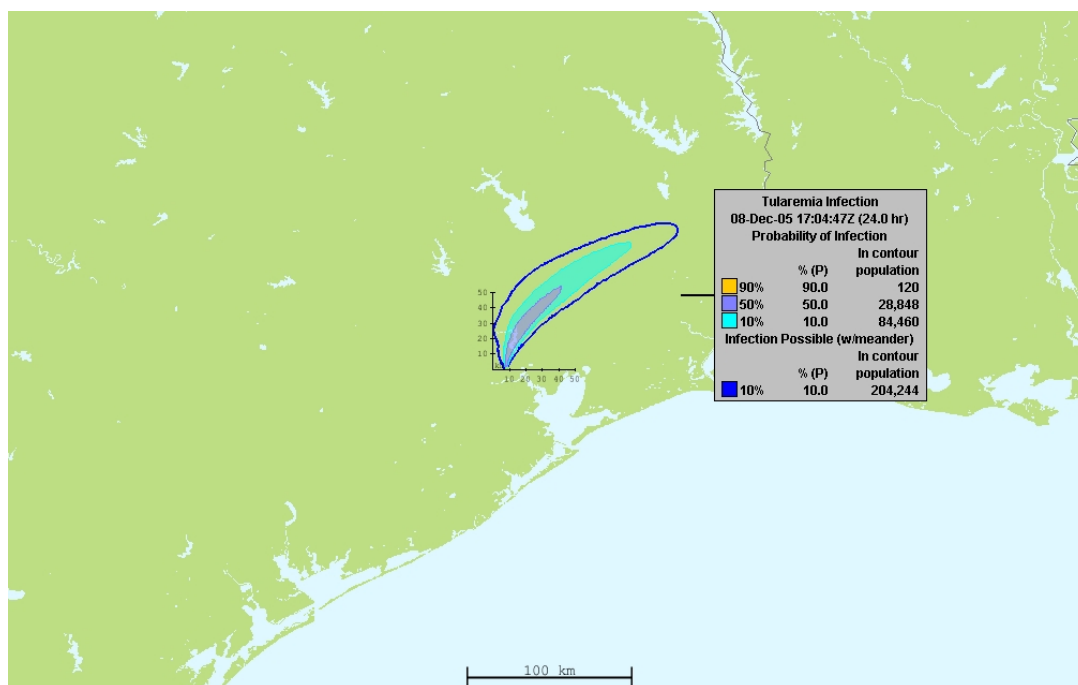 Tularemia Infection
08-Dec-05 17:04:47Z (24.0 hr)
Probability of Infection
In contour
% (P) population
90% 90.0 120
50% 50.0 28,848
10% 10.0 84,460
Infection Possible (w/meander)
In contour
% (P) population
10% 10.0 204,244
50
40
30
20
10
10 20 30 40 50
100 km